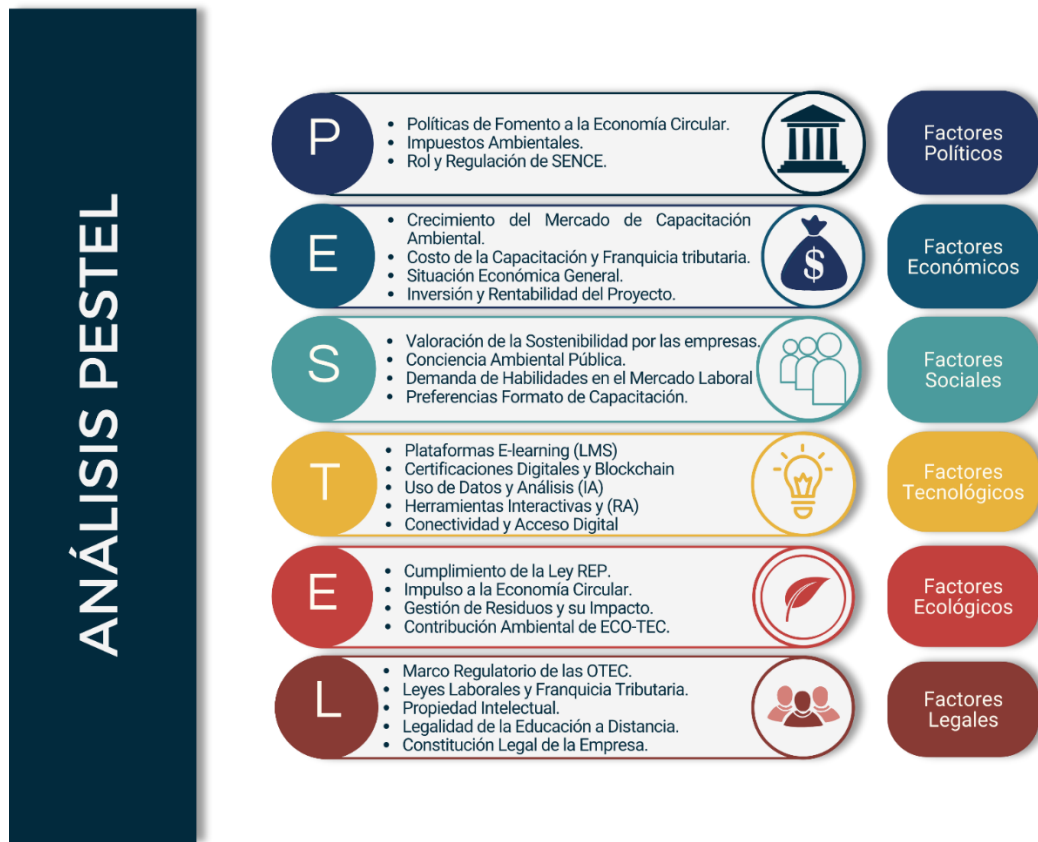 ANÁLISIS PESTEL
P
• Políticas de Fomento a la Economía Circular.
• Impuestos Ambientales.
• Rol y Regulación de SENCE.
Factores
Políticos
E
• Crecimiento del Mercado de Capacitación
Ambiental.
• Costo de la Capacitación y Franquicia tributaria.
• Situación Económica General.
• Inversión y Rentabilidad del Proyecto.
$
Factores
Económicos
S
• Valoración de la Sostenibilidad por las empresas.
• Conciencia Ambiental Pública.
• Demanda de Habilidades en el Mercado Laboral
• Preferencias Formato de Capacitación.
Factores
Sociales
T
• Plataformas E-learning (LMS)
• Certificaciones Digitales y Blockchain
• Uso de Datos y Análisis (IA)
• Herramientas Interactivas y (RA)
• Conectividad y Acceso Digital
Factores
Tecnológicos
E
• Cumplimiento de la Ley REP.
• Impulso a la Economía Circular.
• Gestión de Residuos y su Impacto.
• Contribución Ambiental de ECO-TEC.
Factores
Ecológicos
L
• Marco Regulatorio de las OTEC.
• Leyes Laborales y Franquicia Tributaria.
• Propiedad Intelectual.
• Legalidad de la Educación a Distancia.
• Constitución Legal de la Empresa.
Factores
Legales